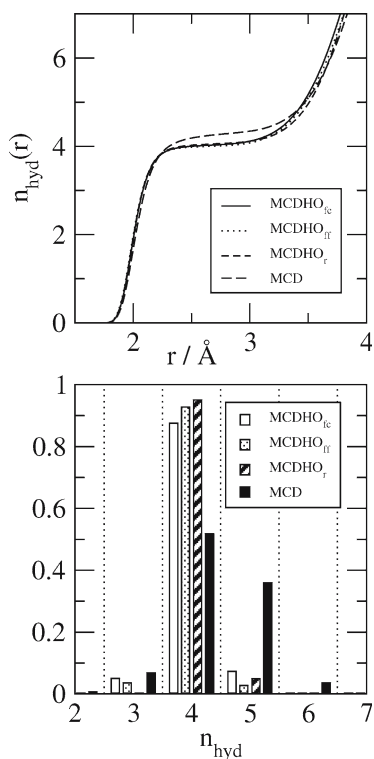 6
4
2
0
n_hyd(r)
MCDHO_fc
MCDHO_ff
MCDHO_r
MCD
2 3 4
r / Å
1
0.8
0.6
0.4
0.2
0
MCDHO_fc
MCDHO_ff
MCDHO_r
MCD
2 3 4 5 6 7
n_hyd